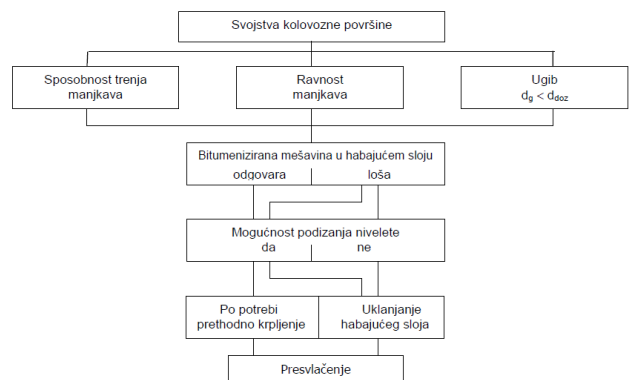 Svojstva kolovozne površine
Sposobnost trenja
manjkava
Ravnost
manjkava
Ugib
dg < ddoz
Bitumenizirana mešavina u habajućem sloju
odgovara
loša
Mogućnost podizanja nivelete
da
ne
Po potrebi
prethodno krpljenje
Uklanjanje
habajućeg sloja
Presvlačenje